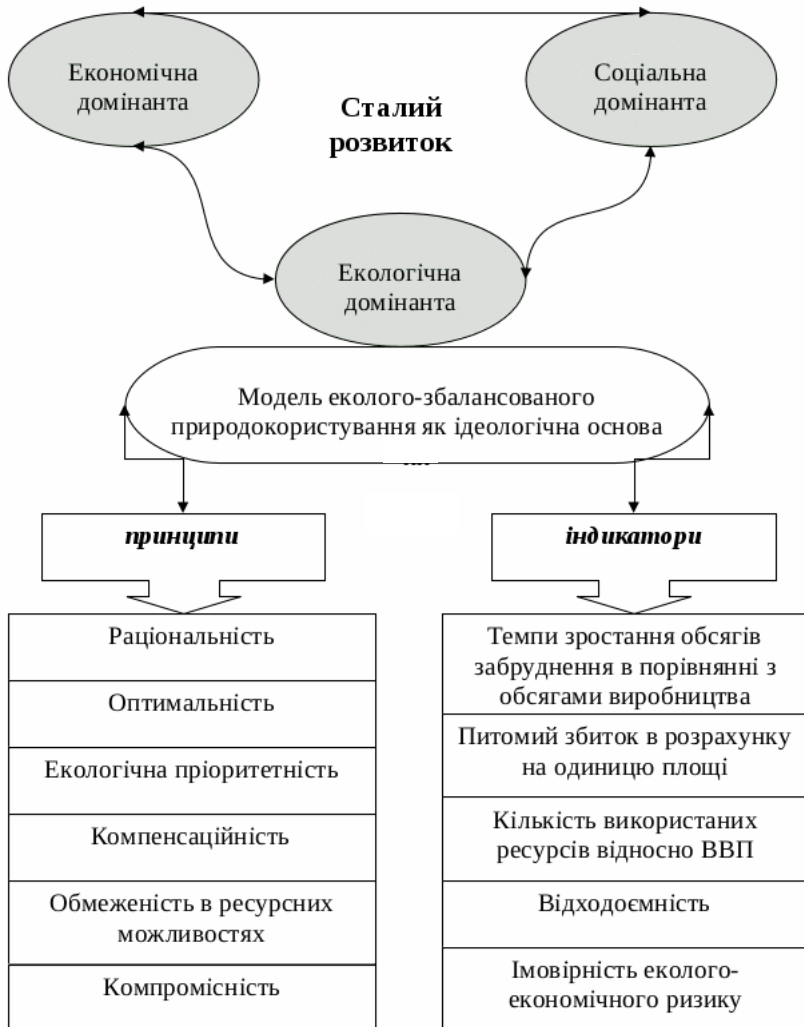 Економічна
домінанта
Соціальна
домінанта
Сталий
розвиток
Екологічна
домінанта
Модель еколого-збалансованого
природокористування як ідеологічна основа
принципи
індикатори
Раціональність
Оптимальність
Екологічна пріоритетність
Компенсаційність
Обмеженість в ресурсних
можливостях
Компромісність
Темпи зростання обсягів
забруднення в порівнянні з
обсягами виробництва
Питомий збиток в розрахунку
на одиницю площі
Кількість використаних
ресурсів відносно ВВП
Відходоємність
Імовірність еколого-
економічного ризику